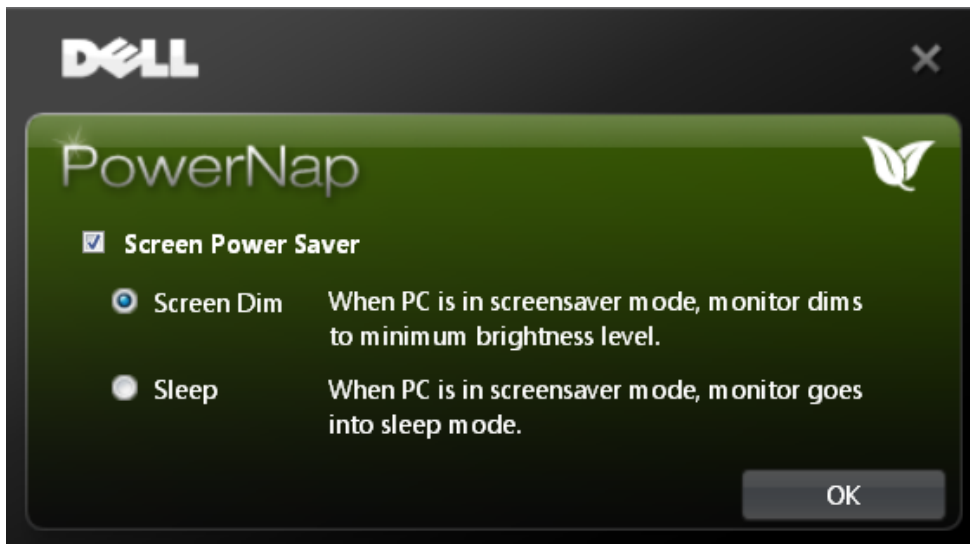 DELL
PowerNap
Screen Power Saver
Screen Dim When PC is in screensaver mode, monitor dims
to minimum brightness level.
Sleep When PC is in screensaver mode, monitor goes
into sleep mode.
OK